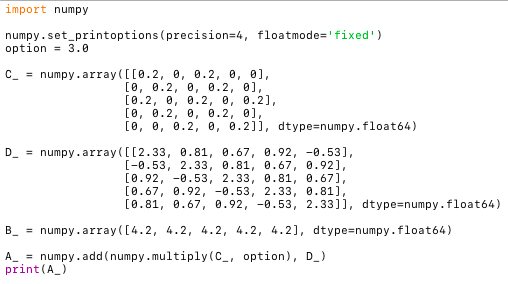 import numpy
numpy.set_printoptions(precision=4, floatmode='fixed')
option = 3.0
C_ = numpy.array([[0.2, 0, 0.2, 0, 0],
[0, 0.2, 0, 0.2, 0],
[0.2, 0, 0.2, 0, 0.2],
[0, 0.2, 0, 0.2, 0],
[0, 0, 0.2, 0, 0.2]], dtype=numpy.float64)
D_ = numpy.array([[2.33, 0.81, 0.67, 0.92, -0.53],
[-0.53, 2.33, 0.81, 0.67, 0.92],
[0.92, -0.53, 2.33, 0.81, 0.67],
[0.67, 0.92, -0.53, 2.33, 0.81],
[0.81, 0.67, 0.92, -0.53, 2.33]], dtype=numpy.float64)
B_ = numpy.array([4.2, 4.2, 4.2, 4.2, 4.2], dtype=numpy.float64)
A_ = numpy.add(numpy.multiply(C_, option), D_)
print(A_)